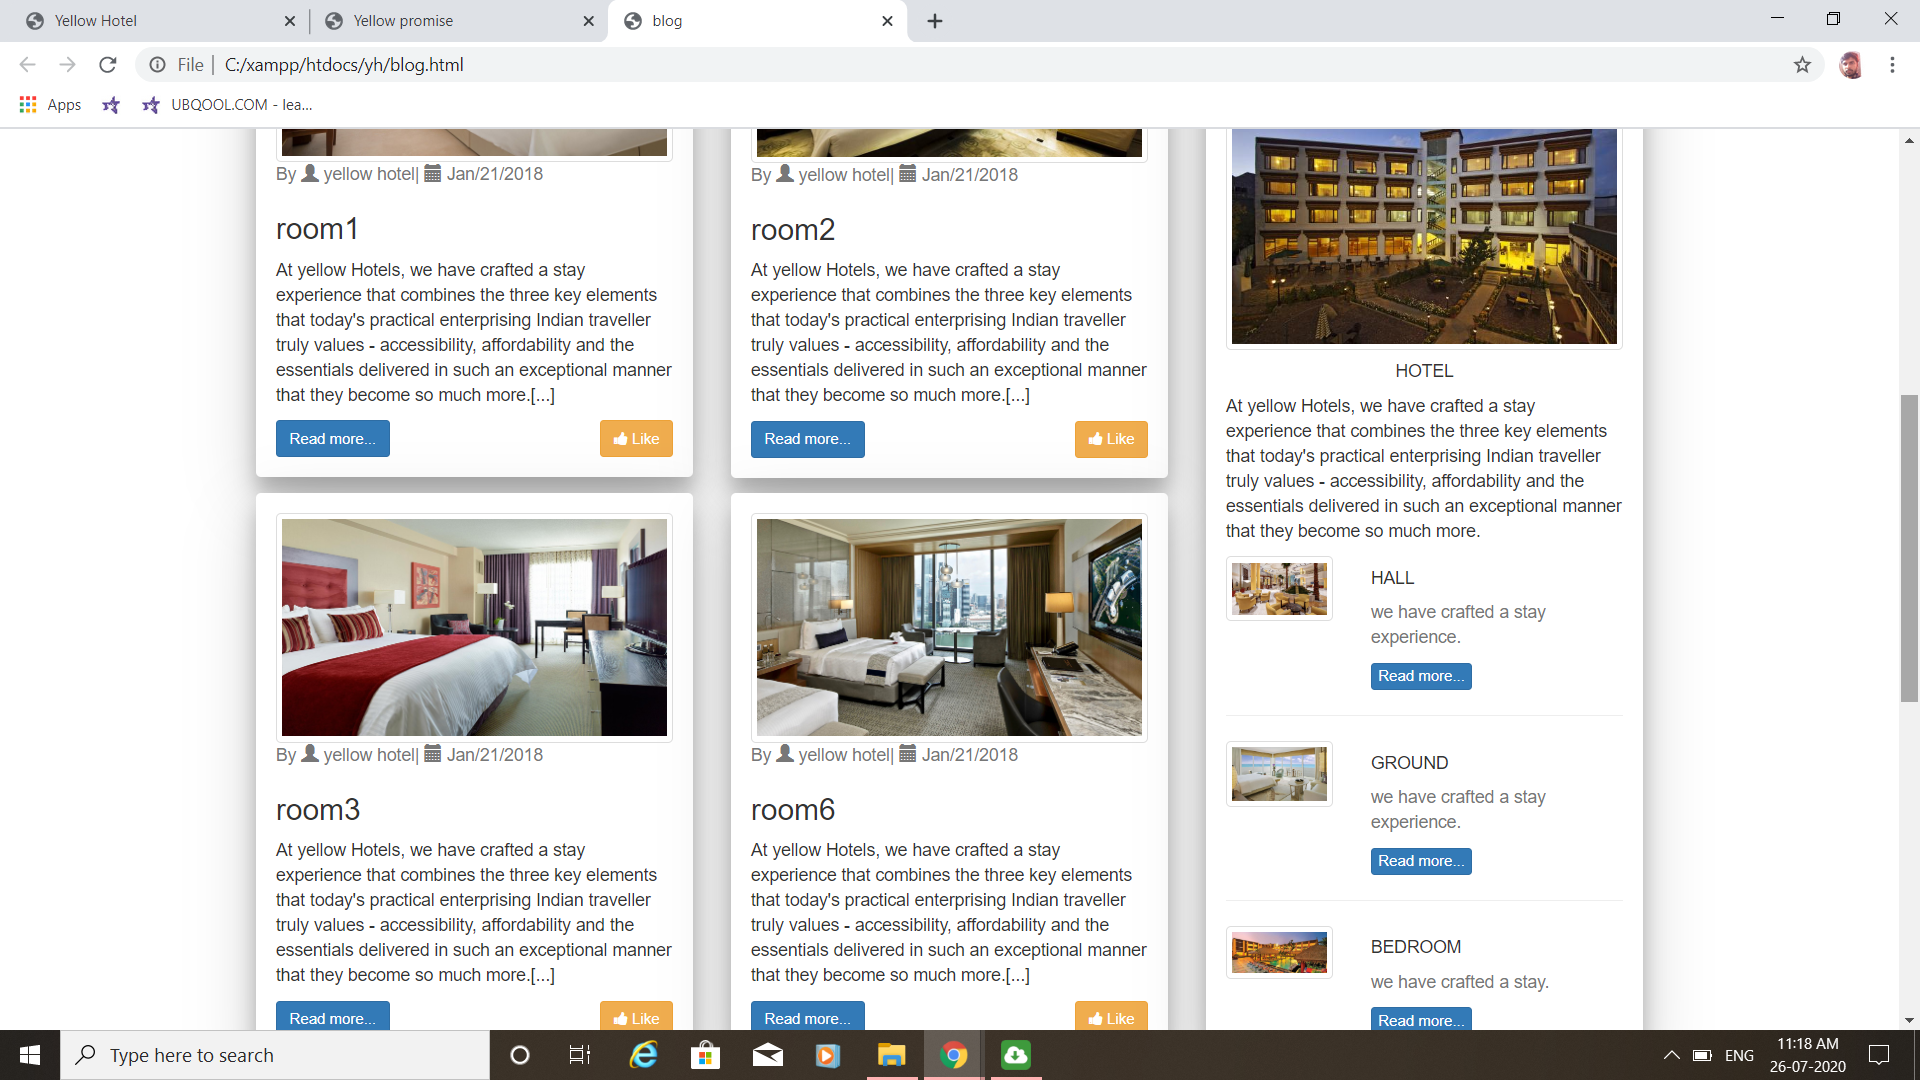 Yellow Hotel
Yellow promise
blog
File | C:/xampp/htdocs/yh/blog.html
Apps
UBQOOL.COM - lea...
By yellow hotel| Jan/21/2018
room1
At yellow Hotels, we have crafted a stay
experience that combines the three key elements
that today's practical enterprising Indian traveller
truly values - accessibility, affordability and the
essentials delivered in such an exceptional manner
that they become so much more.[...]
Read more...
Like
By yellow hotel| Jan/21/2018
room2
At yellow Hotels, we have crafted a stay
experience that combines the three key elements
that today's practical enterprising Indian traveller
truly values - accessibility, affordability and the
essentials delivered in such an exceptional manner
that they become so much more.[...]
Read more...
Like
By yellow hotel| Jan/21/2018
room3
At yellow Hotels, we have crafted a stay
experience that combines the three key elements
that today's practical enterprising Indian traveller
truly values - accessibility, affordability and the
essentials delivered in such an exceptional manner
that they become so much more.[...]
Read more...
Like
By yellow hotel| Jan/21/2018
room6
At yellow Hotels, we have crafted a stay
experience that combines the three key elements
that today's practical enterprising Indian traveller
truly values - accessibility, affordability and the
essentials delivered in such an exceptional manner
that they become so much more.[...]
Read more...
Like
HOTEL
At yellow Hotels, we have crafted a stay
experience that combines the three key elements
that today's practical enterprising Indian traveller
truly values - accessibility, affordability and the
essentials delivered in such an exceptional manner
that they become so much more.
HALL
we have crafted a stay
experience.
Read more...
GROUND
we have crafted a stay
experience.
Read more...
BEDROOM
we have crafted a stay.
Read more...
Type here to search
ENG
11:18 AM
26-07-2020